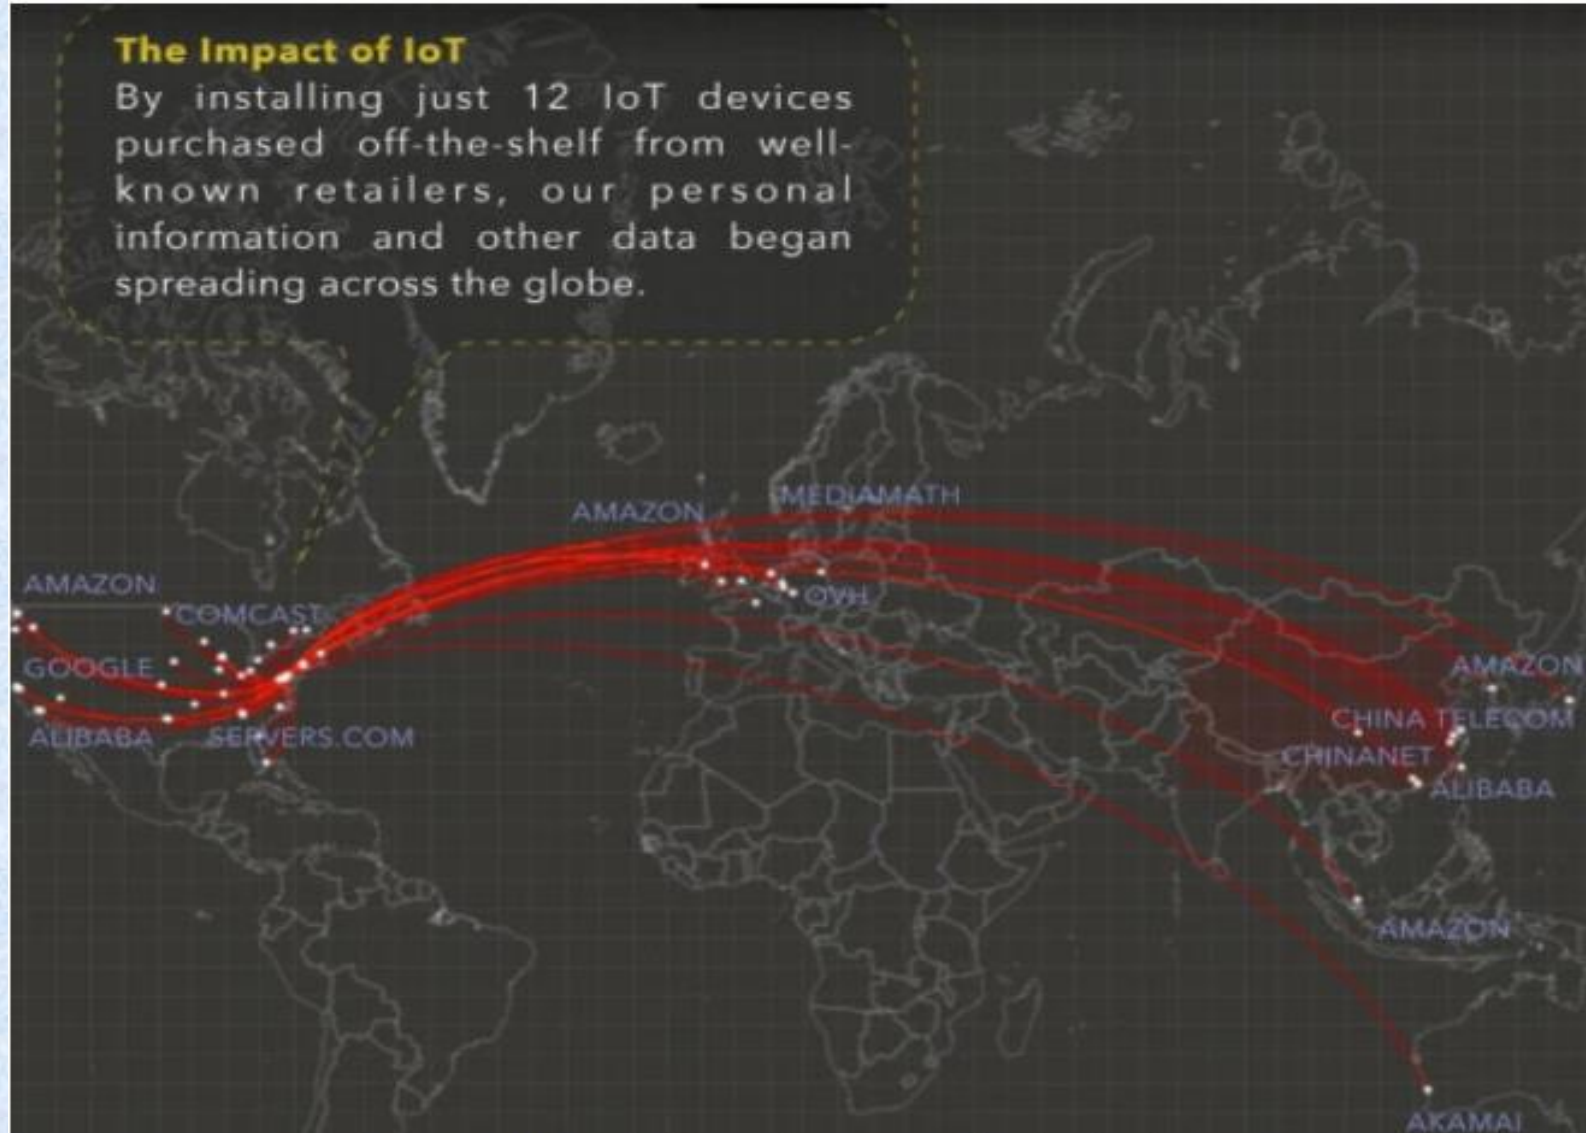 The Impact of IoT
By installing just 12 IoT devices
purchased off-the-shelf from well-
known retailers, our personal
information and other data began
spreading across the globe.
AMAZON
MEDIAMATH
AMAZON
COMCAST
OVH
GOOGLE
AMAZON
ALIBABA
SERVERS.COM
CHINA TELECOM
CHINANET
ALIBABA
AMAZON
AKAMAI